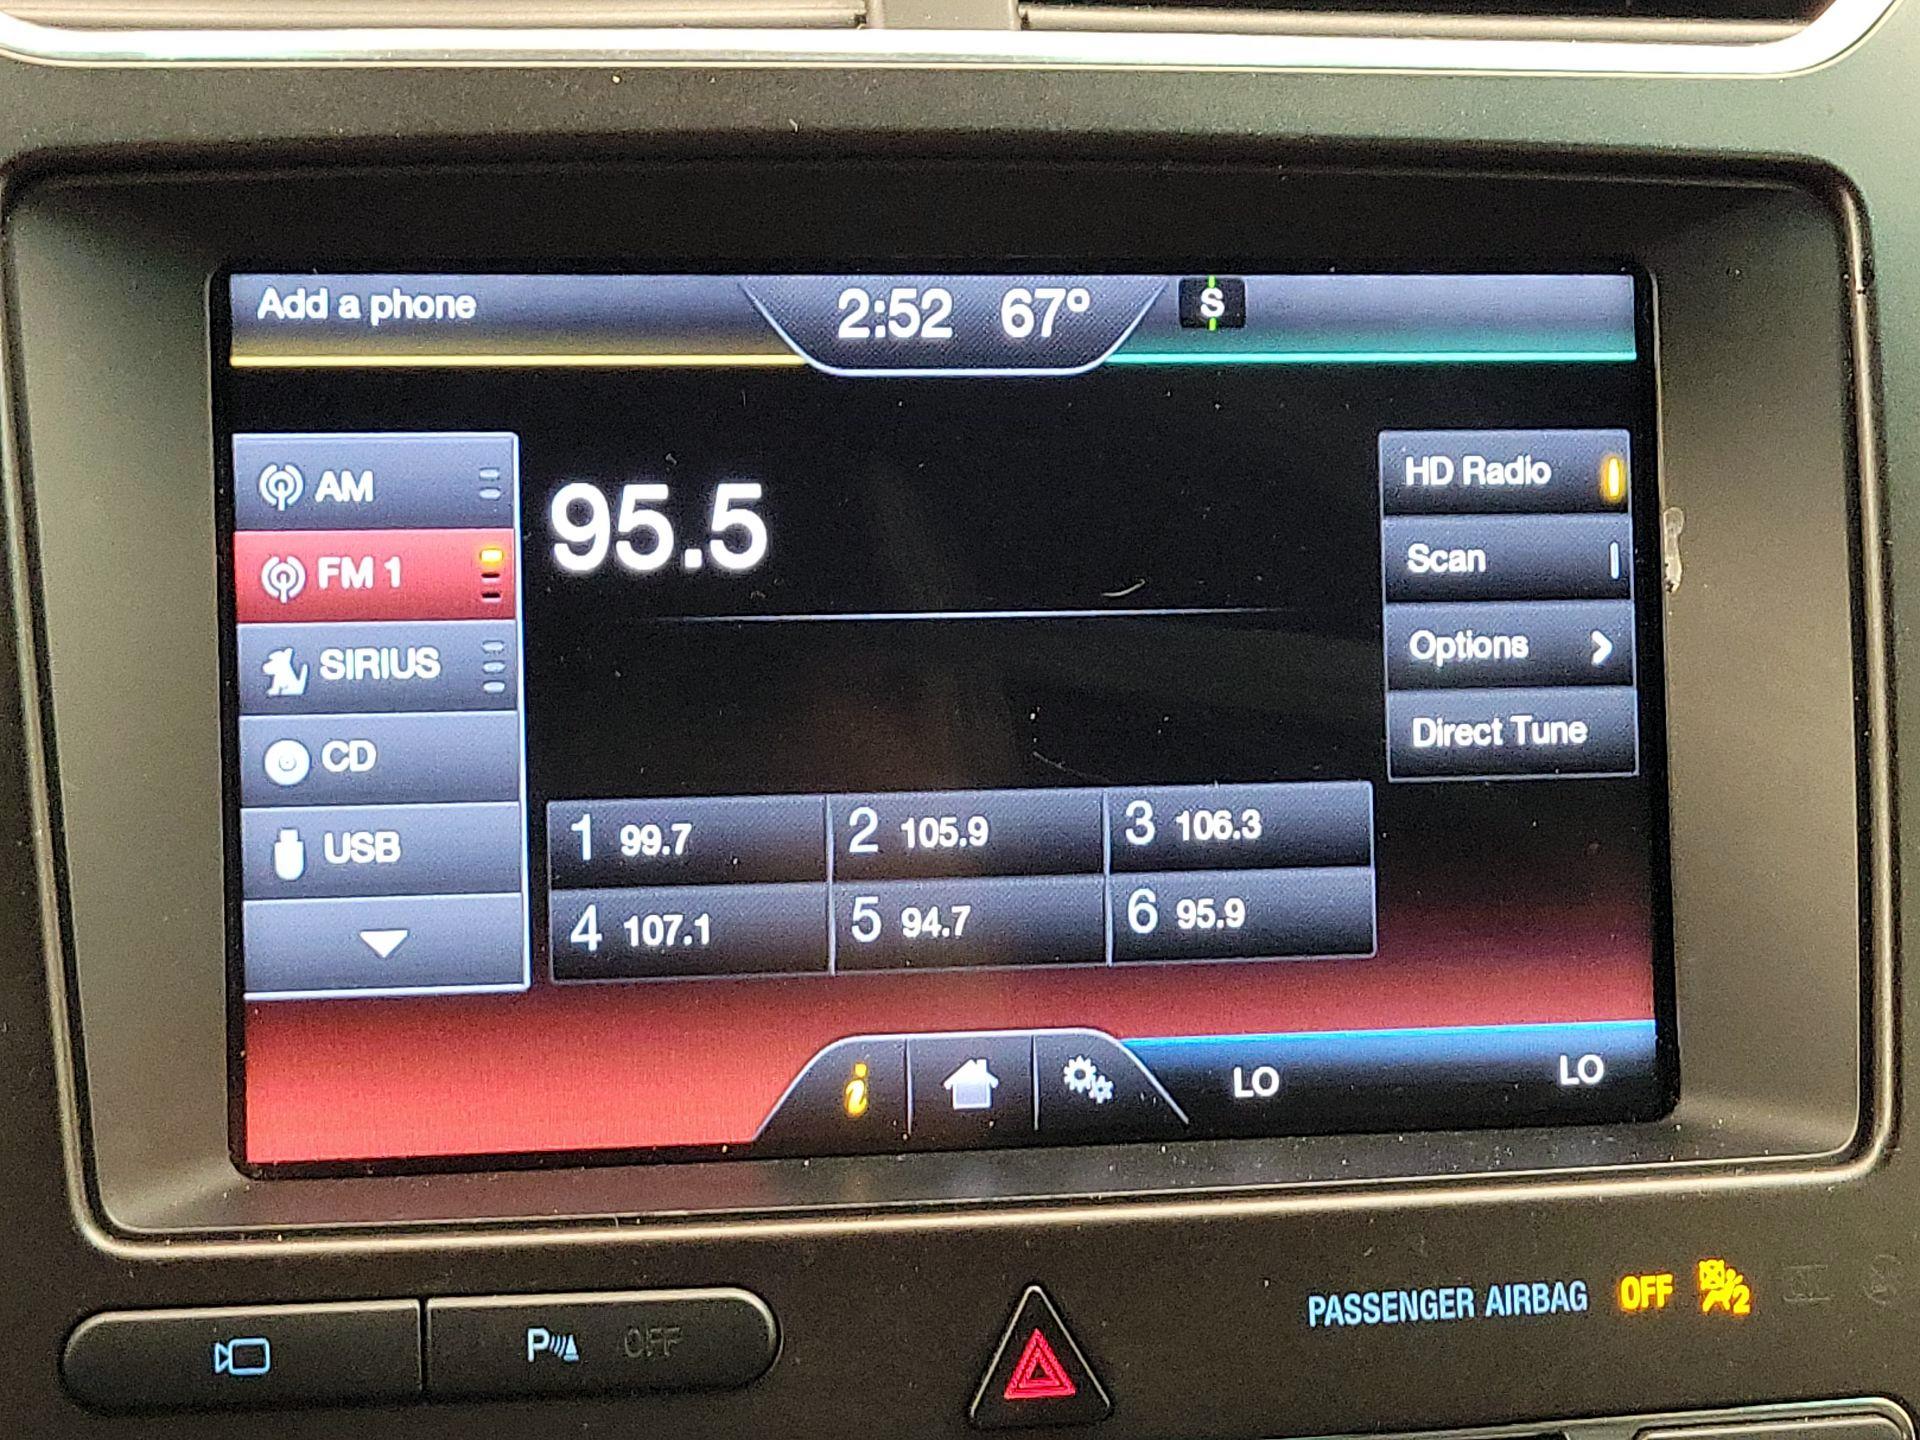 Add a phone
2:52 67° S
AM
FM 1
SIRIUS
CD
USB
95.5
HD Radio
Scan
Options
Direct Tune
1 99.7
2 105.9
3 106.3
4 107.1
5 94.7
6 95.9
i
LO
LO
PASSENGER AIRBAG OFF 2
P OFF